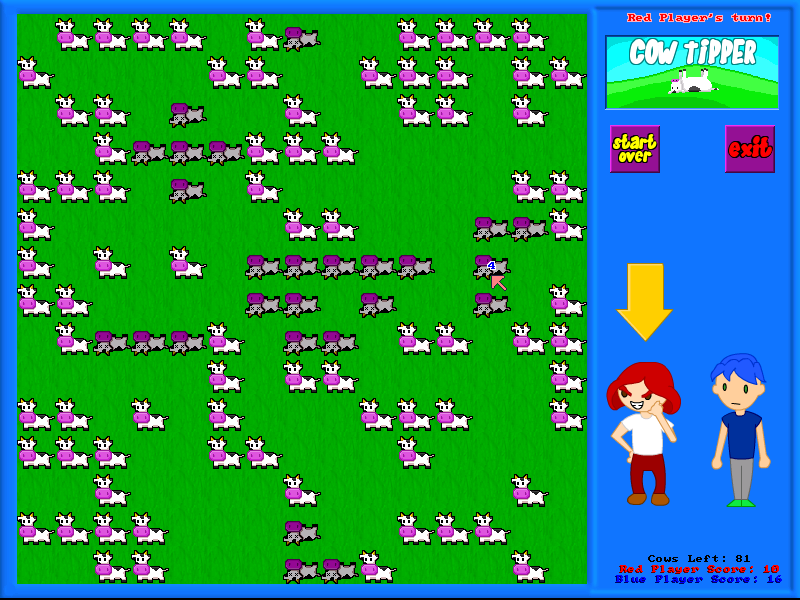 Red Player's turn!
COW TIPPER
start
over
exit
4
Cows Left: 81
Red Player Score: 10
Blue Player Score: 16